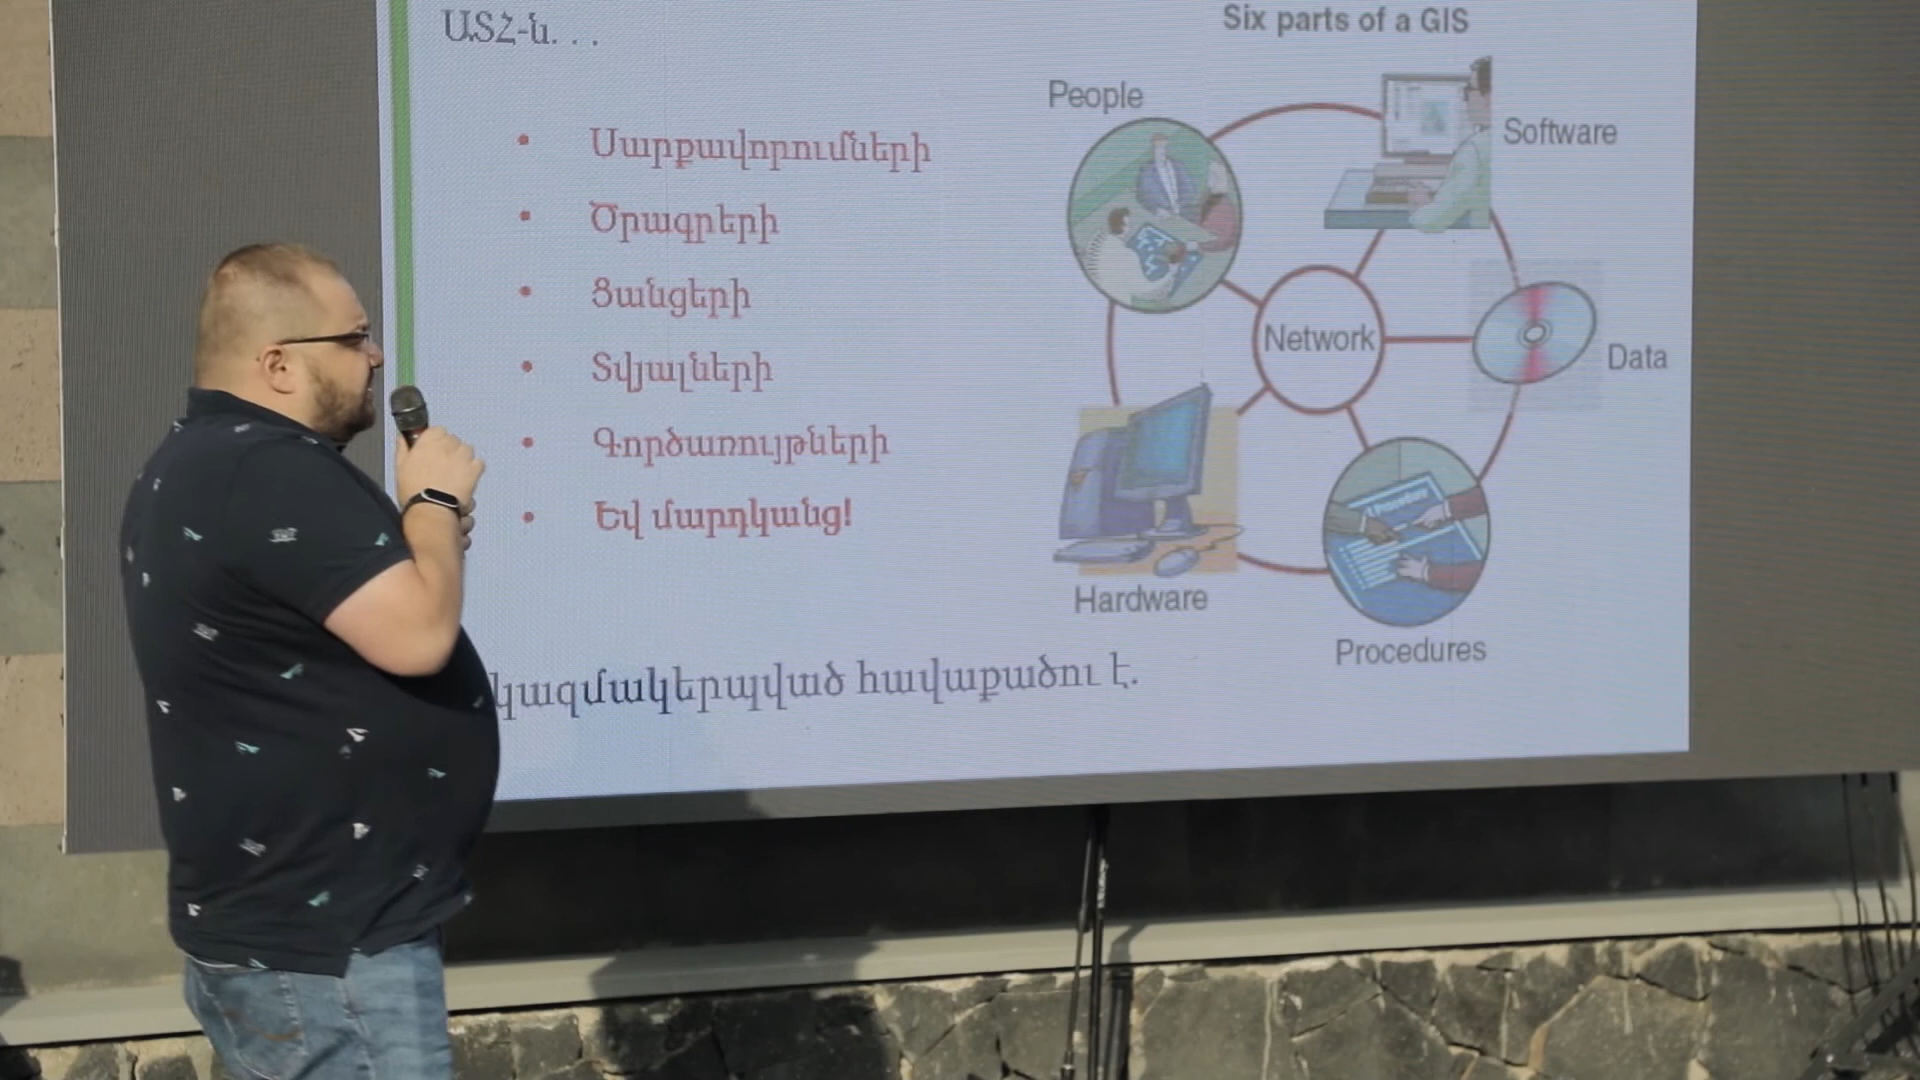 ԱՏՀ-ն. . .
• Սարքավորումների
• Ծրագրերի
• Ցանցերի
• Տվյալների
• Գործառույթների
• Եվ մարդկանց!
կազմակերպված հավաքածու է.
Six parts of a GIS
People
Software
Network
Data
Hardware
Procedures